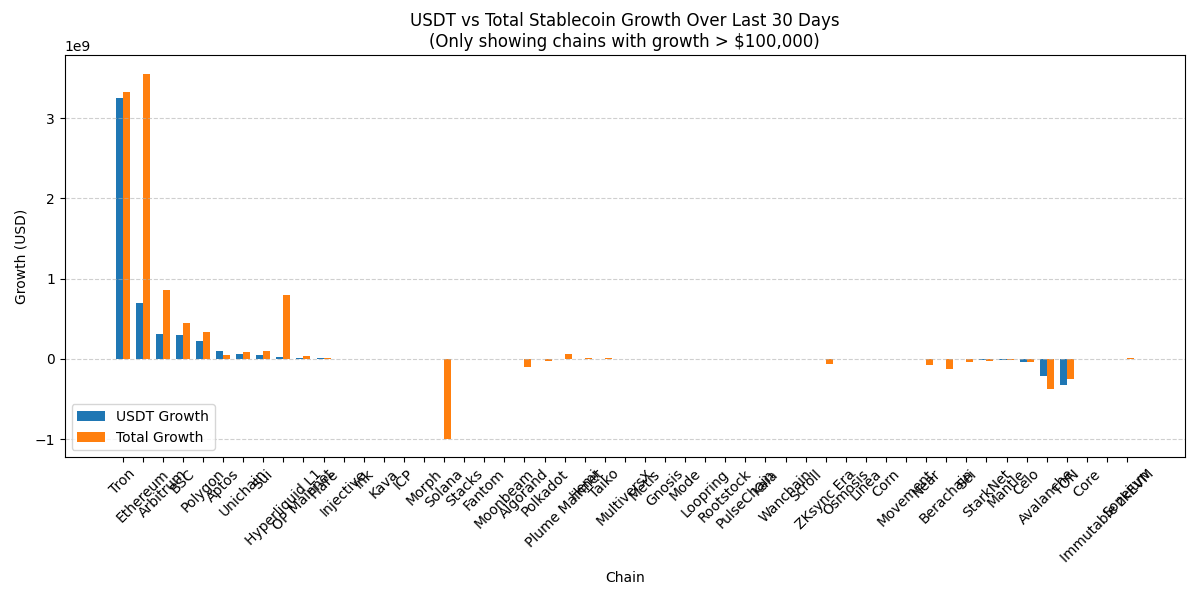 USDT vs Total Stablecoin Growth Over Last 30 Days
(Only showing chains with growth > $100,000)
1e9
3
2
1
0
−1
Growth (USD)
USDT Growth
Total Growth
Tron
Ethereum
Arbitrum
BSC
Polygon
Aptos
Unichain
Sui
Hyperliquid L1
OP Mainnet
Injective
Ink
Kava
ICP
Morph
Solana
Stacks
Fantom
Moonbeam
Algorand
Polkadot
Plume Mainnet
Taiko
MultiversX
Metis
Gnosis
Mode
Loopring
Rootstock
PulseChain
Wanchain
Scroll
ZKsync Era
Osmosis
Linea
Corn
Movement
Near
Berachain
Sei
StarkNet
Mantle
Celo
Avalanche
TON
Core
Immutable zkEVM
Chain